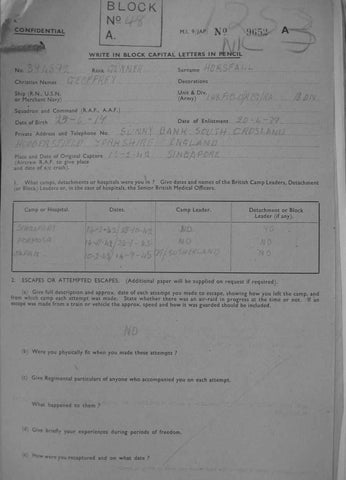 BLOCK
Nº 48
A.
CONFIDENTIAL
M.I. 9/JAP Nº 9652 A
WRITE IN BLOCK CAPITAL LETTERS IN PENCIL
No. Rank GUNNER Surname HORSFALL
Christian Names GEOFFREY Decorations
Ship (R.N., U.S.N. or Merchant Navy) Unit & Div. (Army)
Squadron and Command (R.A.F., A.A.F.)
Date of Birth Date of Enlistment
Private Address and Telephone No. SUNNY BANK SOUTH CROSLAND
HUDDERSFIELD YORKSHIRE ENGLAND
Place and Date of Original Capture 15-2-42 SINGAPORE
(Aircrew R.A.F. to give place
and date of a/c crash).
1. What camps, detachments or hospitals were you in? Give dates and names of the British Camp Leaders, Detachment
(or Block) Leaders or, in the case of hospitals, the Senior British Medical Officers.
Camp or Hospital. Dates. Camp Leader. Detachment or Block Leader (if any).
NO NO
FORMOSA NO NO
JAPAN SUTHERLAND NO
2. ESCAPES OR ATTEMPTED ESCAPES. (Additional paper will be supplied on request if required).
(a) Give full description and approx. date of each attempt you made to escape, showing how you left the camp, and
from which camp each attempt was made. State whether there was an air-raid in progress at the time or not. If an
escape was made from a train or vehicle the approx. speed and how it was guarded should be included.
NO
(b) Were you physically fit when you made these attempts ?
(c) Give Regimental particulars of anyone who accompanied you on each attempt.
What happened to them ?
(d) Give briefly your experiences during periods of freedom.
(e) How were you recaptured and on what date ?